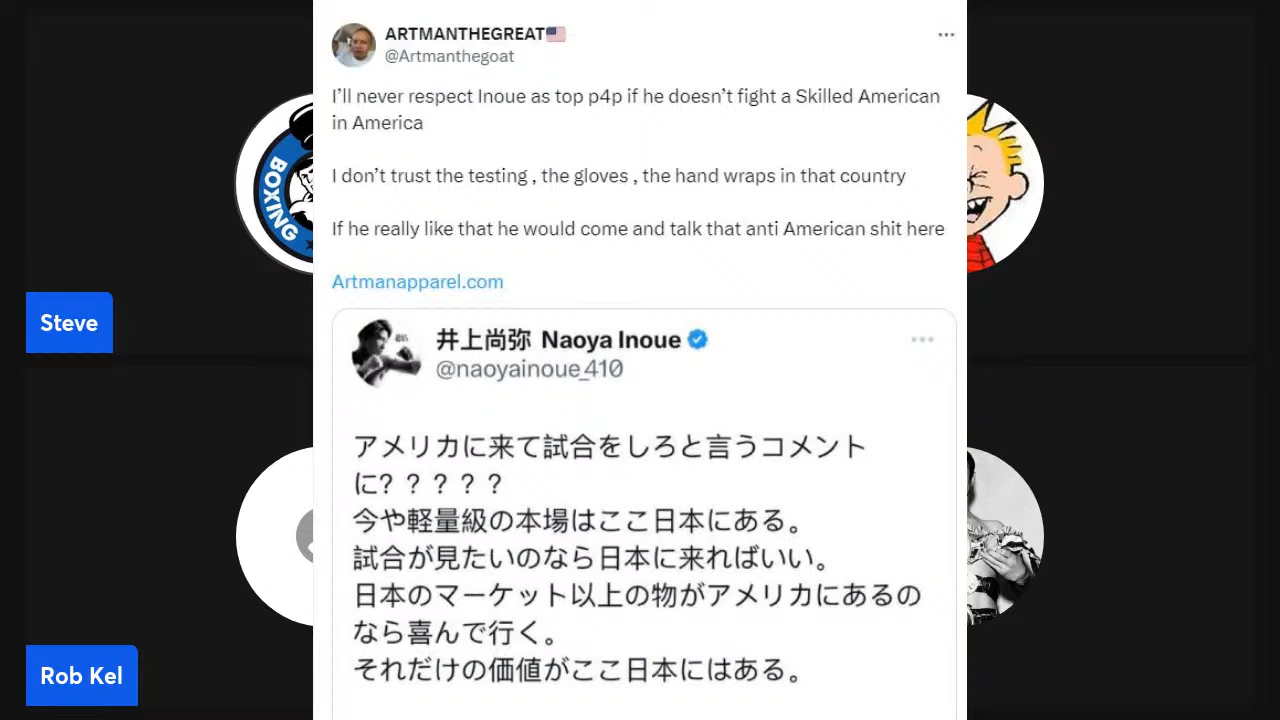 ARTMANTHEGREAT🇺🇸
@Artmanthegoat
I'll never respect Inoue as top p4p if he doesn't fight a Skilled American
in America
I don't trust the testing , the gloves , the hand wraps in that country
If he really like that he would come and talk that anti American shit here
Artmanapparel.com
井上尚弥 Naoya Inoue
@naoyainoue_410
アメリカに来て試合をしろと言うコメント
に?？？？？
今や軽量級の本場はここ日本にある。
試合が見たいのなら日本に来ればいい。
日本のマーケット以上の物がアメリカにあるの
なら喜んで行く。
それだけの価値がここ日本にはある。
BOXING
Steve
Rob Kel